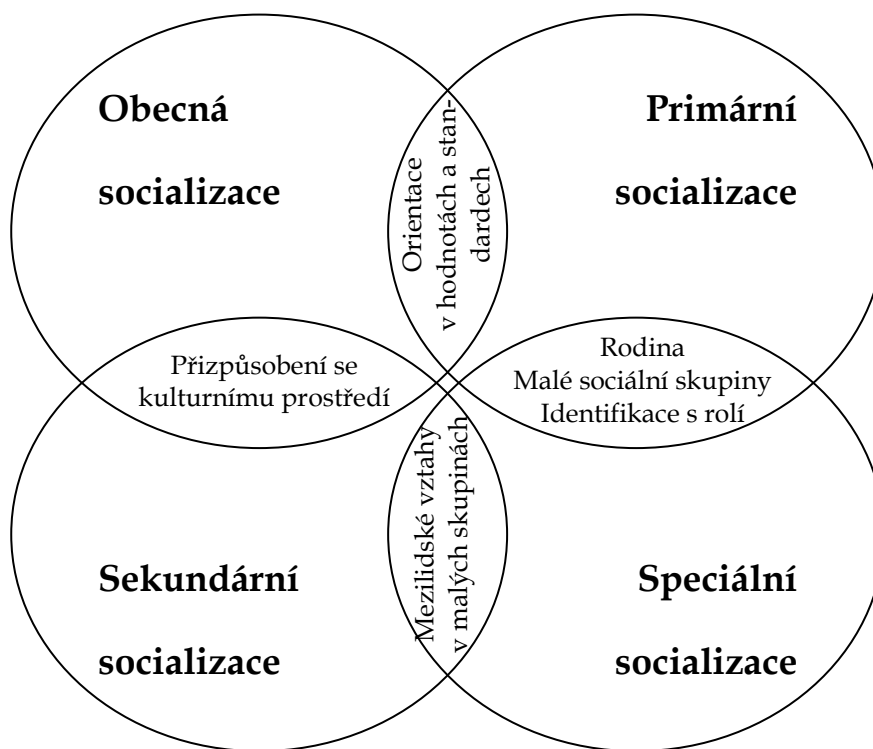 Obecná
socializace
Primární
socializace
Orientace
v hodnotách a stan-
dardech
Přizpůsobení se
kulturnímu prostředí
Rodina
Malé sociální skupiny
Identifikace s rolí
Mezilidské vztahy
v malých skupinách
Sekundární
socializace
Speciální
socializace